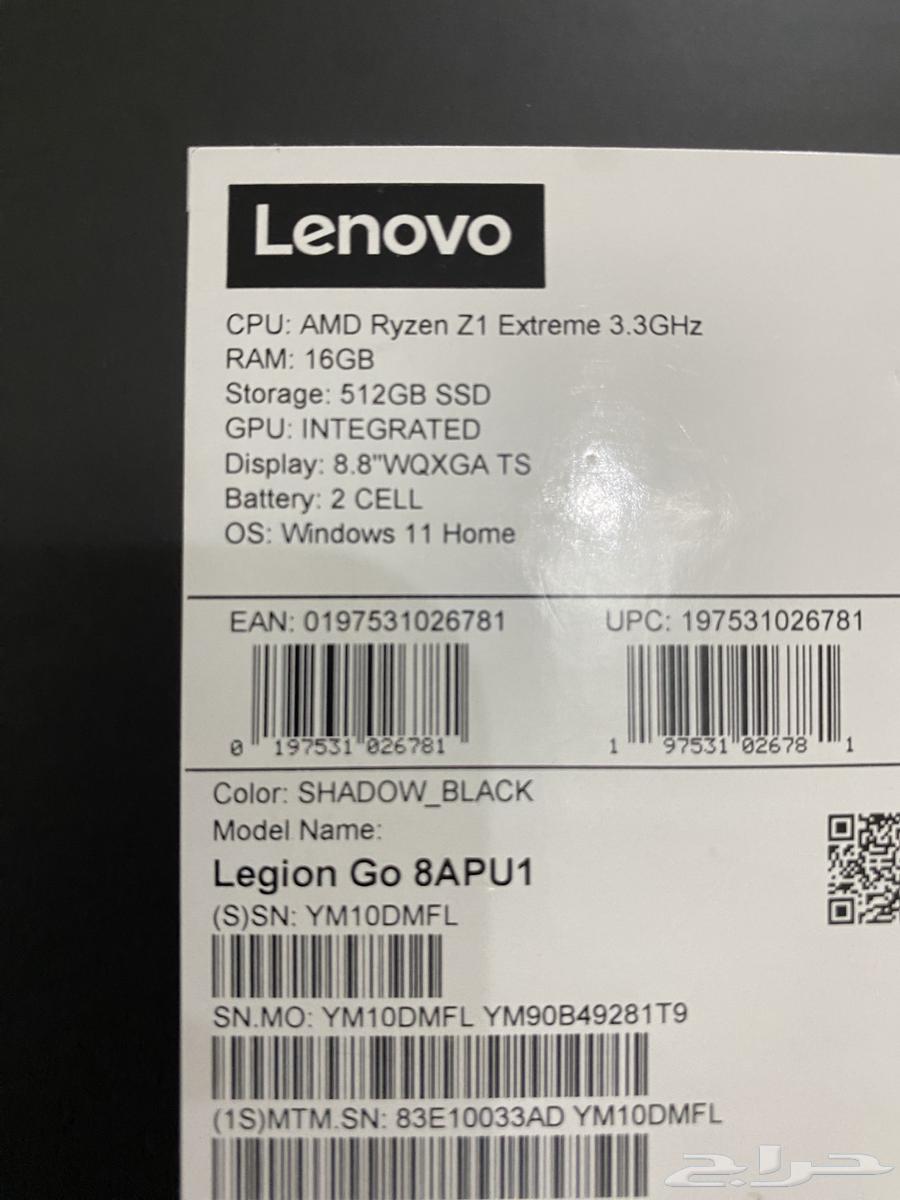 Lenovo
CPU: AMD Ryzen Z1 Extreme 3.3GHz
RAM: 16GB
Storage: 512GB SSD
GPU: INTEGRATED
Display: 8.8"WQXGA TS
Battery: 2 CELL
OS: Windows 11 Home
EAN: 0197531026781 UPC: 197531026781
0 197531 026781 1 97531 02678 1
Color: SHADOW_BLACK
Model Name:
Legion Go 8APU1
(S)SN: YM10DMFL
SN.MO: YM10DMFL YM90B49281T9
(1S)MTM.SN: 83E10033AD YM10DMFL
حراج